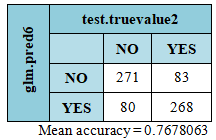 test.truevalue2
glm.pred6
NO YES
NO 271 83
YES 80 268
Mean accuracy = 0.7678063